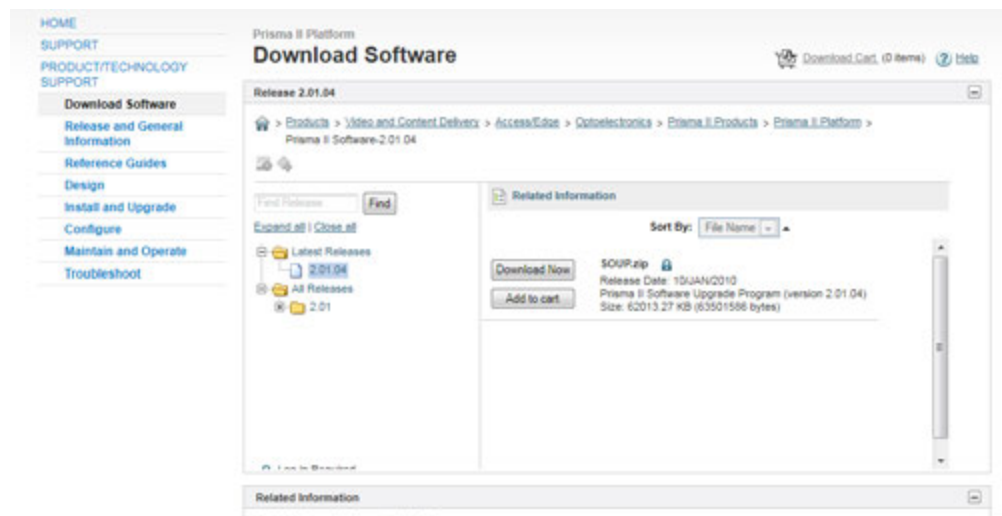 HOME
SUPPORT
PRODUCT/TECHNOLOGY
SUPPORT
Download Software
Release and General
Information
Reference Guides
Design
Install and Upgrade
Configure
Maintain and Operate
Troubleshoot
Prisma II Platform
Download Software
Download Cart (0 items) Help
Release 2.01.04
> Products > Video and Content Delivery > Access/Edge > Optoelectronics > Prisma II Products > Prisma II Platform >
Prisma II Software-2.01.04
Find Release Find
Expand all | Close all
Latest Releases
2.01.04
All Releases
2.01
Log in Required
Related Information
Sort By: File Name
Download Now
Add to cart
SOUP.zip
Release Date: 10/JAN/2010
Prisma II Software Upgrade Program (version 2.01.04)
Size: 62013.27 KB (63501586 bytes)
Related Information